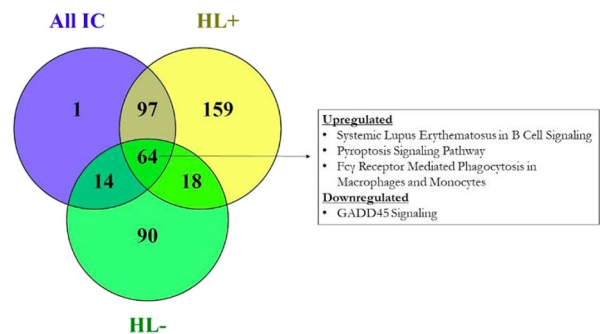 All IC
HL+
1
97
159
64
14
18
90
HL-
Upregulated
• Systemic Lupus Erythematosus in B Cell Signaling
• Pyroptosis Signaling Pathway
• Fcγ Receptor Mediated Phagocytosis in
Macrophages and Monocytes
Downregulated
• GADD45 Signaling